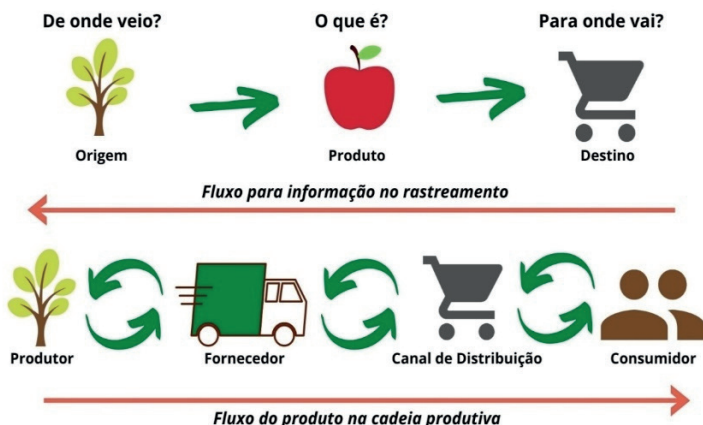 De onde veio?
O que é?
Para onde vai?
Origem
Produto
Destino
Fluxo para informação no rastreamento
Produtor
Fornecedor
Canal de Distribuição
Consumidor
Fluxo do produto na cadeia produtiva